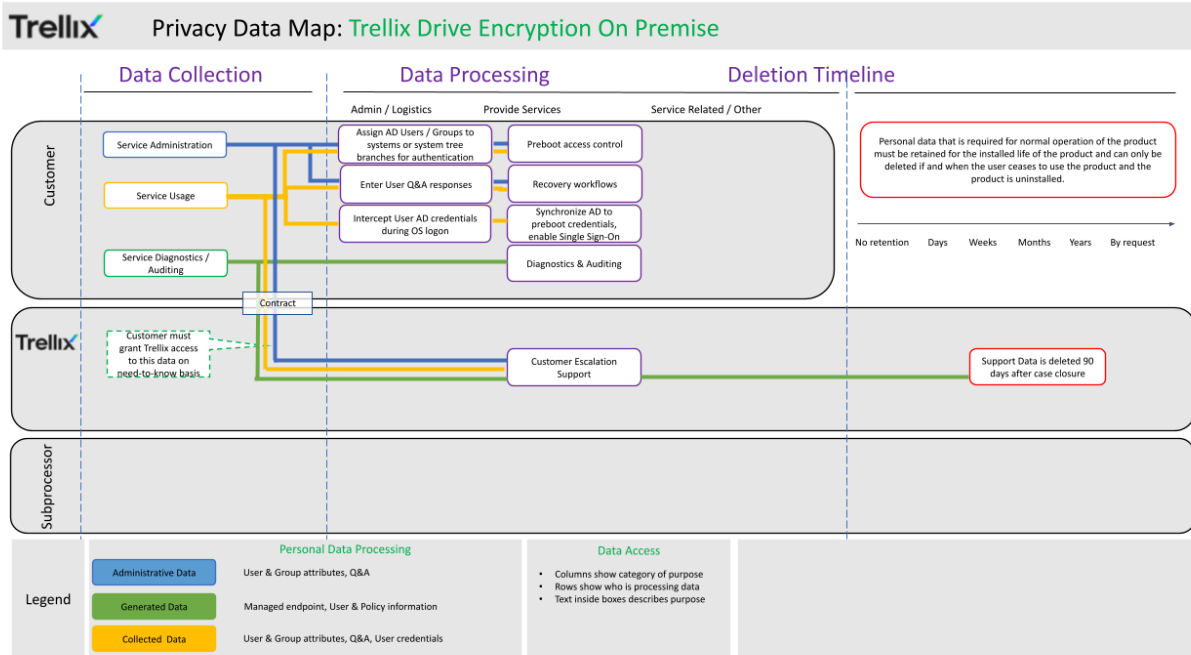 Trellix
Privacy Data Map: Trellix Drive Encryption On Premise
Data Collection
Data Processing
Deletion Timeline
Admin / Logistics
Provide Services
Service Related / Other
Customer
Service Administration
Service Usage
Service Diagnostics /
Auditing
Assign AD Users / Groups to
systems or system tree
branches for authentication
Enter User Q&A responses
Intercept User AD credentials
during OS logon
Preboot access control
Recovery workflows
Synchronize AD to
preboot credentials,
enable Single Sign-On
Diagnostics & Auditing
Personal data that is required for normal operation of the product
must be retained for the installed life of the product and can only be
deleted if and when the user ceases to use the product and the
product is uninstalled.
No retention
Days
Weeks
Months
Years
By request
Contract
Trellix
Customer must
grant Trellix access
to this data on
need-to-know basis
Customer Escalation
Support
Support Data is deleted 90
days after case closure
Subprocessor
Legend
Personal Data Processing
Administrative Data
User & Group attributes, Q&A
Generated Data
Managed endpoint, User & Policy information
Collected Data
User & Group attributes, Q&A, User credentials
Data Access
• Columns show category of purpose
• Rows show who is processing data
• Text inside boxes describes purpose